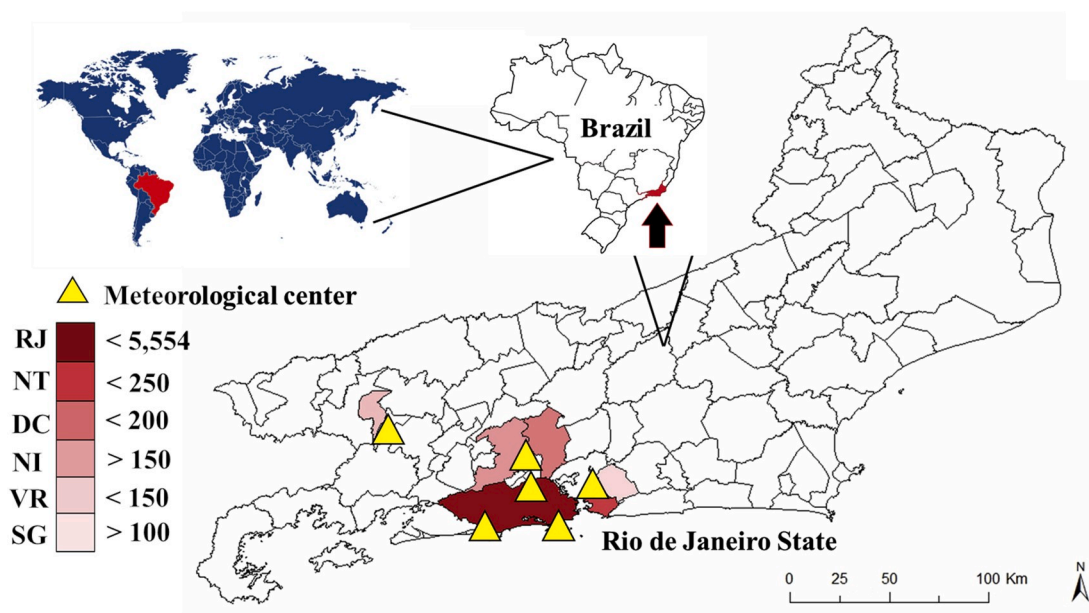 Brazil
Meteorological center
RJ < 5,554
NT < 250
DC < 200
NI > 150
VR < 150
SG > 100
Rio de Janeiro State
0 25 50 100 Km
N